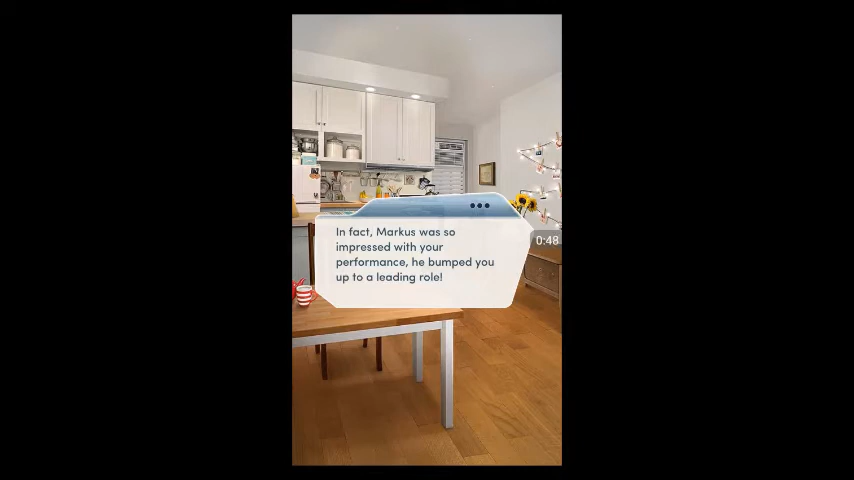 In fact, Markus was so
impressed with your
performance, he bumped you
up to a leading role!
0:48